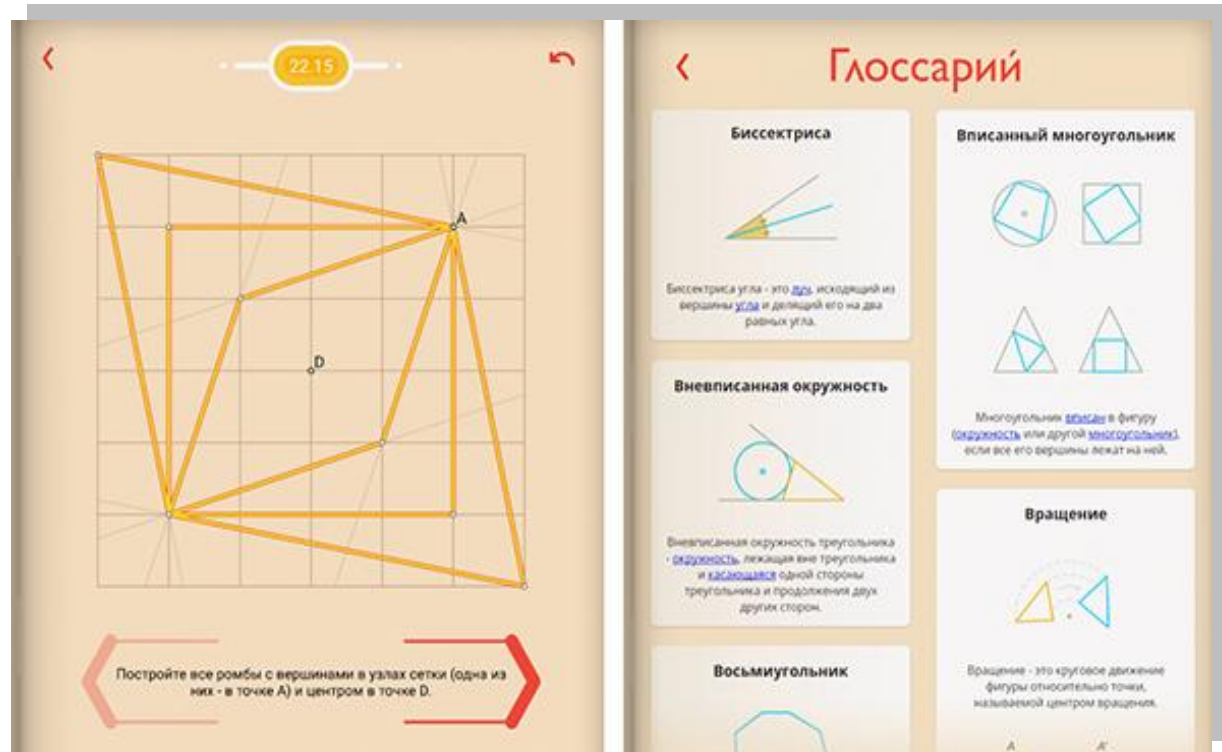 22.15
A
D
Постройте все ромбы с вершинами в узлах сетки (одна из
них - в точке A) и центром в точке D.
Глоссарий
Биссектриса
Биссектриса угла - это луч, исходящий из
вершины угла и делящий его на два
равных угла.
Вневписанная окружность
Вневписанная окружность треугольника
- окружность, лежащая вне треугольника
и касающаяся одной стороны
треугольника и продолжения двух
других сторон.
Восьмиугольник
Вписанный многоугольник
Многоугольник вписан в фигуру
(окружность или другой многоугольник),
если все его вершины лежат на ней.
Вращение
Вращение - это круговое движение
фигуры относительно точки,
называемой центром вращения.
A A'